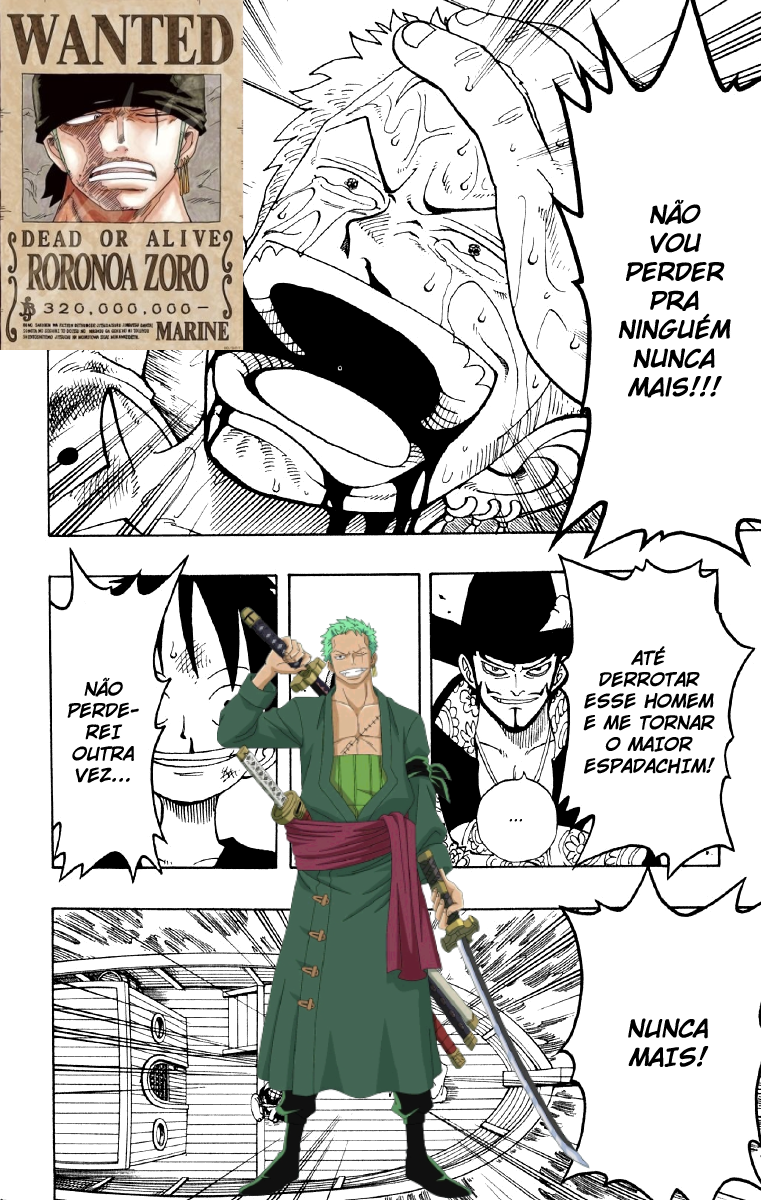 WANTED
DEAD OR ALIVE
RORONOA ZORO
320.000.000-
MARINE
NÃO
VOU
PERDER
PRA
NINGUÉM
NUNCA
MAIS!!!
NÃO
PERDE-
REI
OUTRA
VEZ...
ATÉ
DERROTAR
ESSE HOMEM
E ME TORNAR
O MAIOR
ESPADACHIM!
...
NUNCA
MAIS!